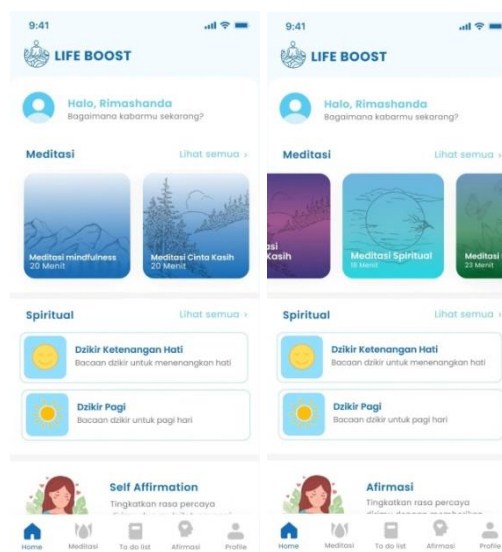 9:41
LIFE BOOST
Halo, Rimashanda
Bagaimana kabarmu sekarang?
Meditasi
Lihat semua ›
Meditasi mindfulness
20 Menit
Meditasi Cinta Kasih
20 Menit
Spiritual
Lihat semua ›
Dzikir Ketenangan Hati
Bacaan dzikir untuk menenangkan hati
Dzikir Pagi
Bacaan dzikir untuk pagi hari
Self Affirmation
Tingkatkan rasa percaya
Home
Meditasi
To do list
Afirmasi
Profile
9:41
LIFE BOOST
Halo, Rimashanda
Bagaimana kabarmu sekarang?
Meditasi
Lihat semua ›
asi
Kasih
Meditasi Spiritual
Menit
Meditasi
23 Menit
Spiritual
Lihat semua ›
Dzikir Ketenangan Hati
Bacaan dzikir untuk menenangkan hati
Dzikir Pagi
Bacaan dzikir untuk pagi hari
Afirmasi
Tingkatkan rasa percaya
Home
Meditasi
To do list
Afirmasi
Profile